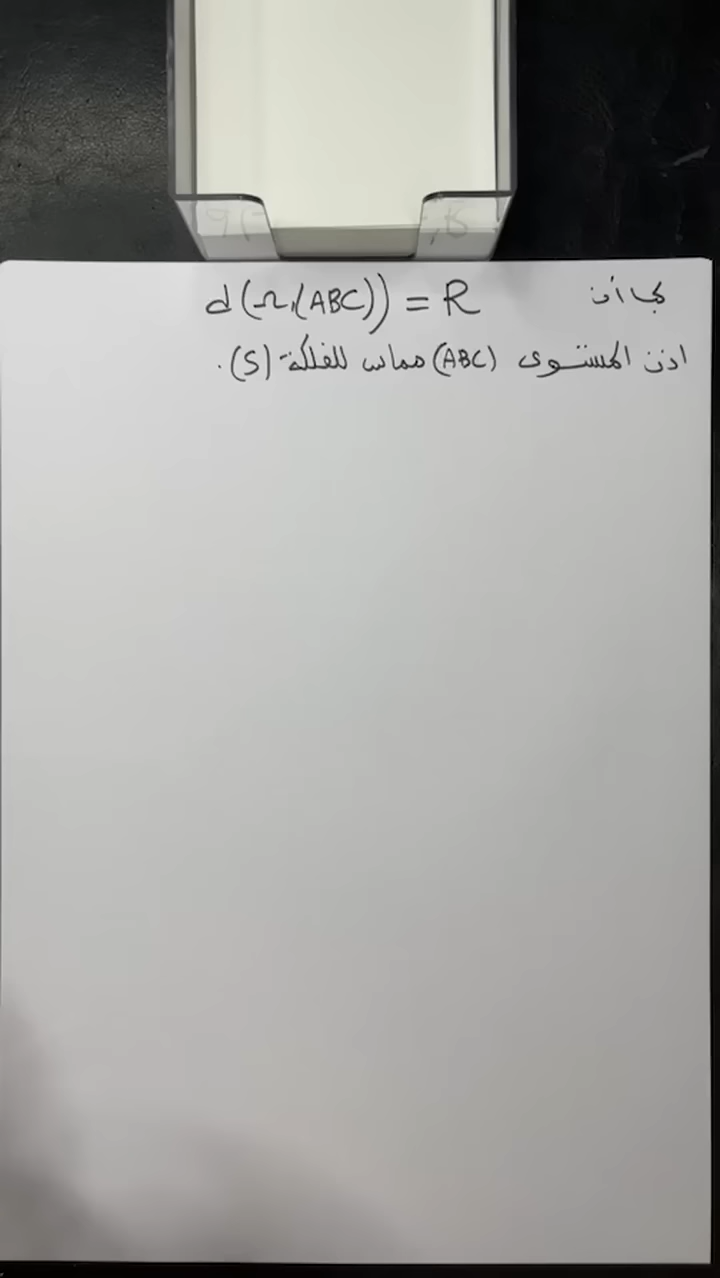 بما أن d(Ω,(ABC)) = R
اذن المستوى (ABC) مماس للفلكة (S).